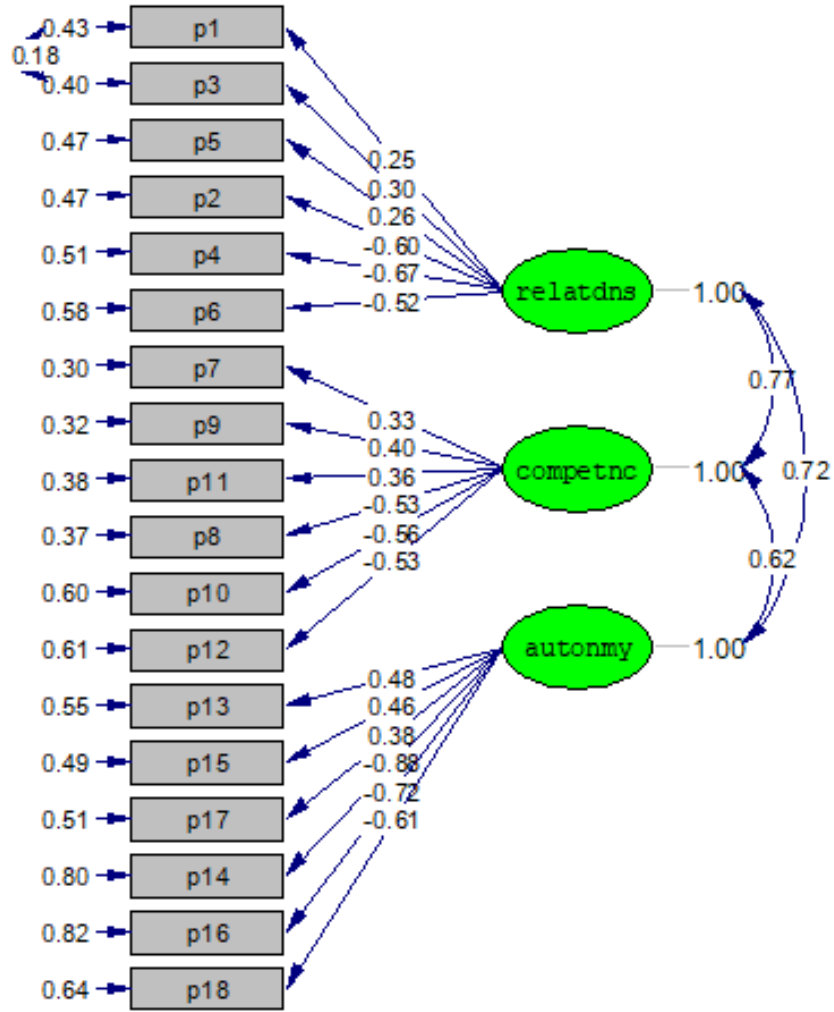 0.43 p1
0.18
0.40 p3
0.47 p5
0.47 p2
0.51 p4
0.58 p6
0.30 p7
0.32 p9
0.38 p11
0.37 p8
0.60 p10
0.61 p12
0.55 p13
0.49 p15
0.51 p17
0.80 p14
0.82 p16
0.64 p18
0.25
0.30
0.26
-0.60
-0.67
-0.52
0.33
0.40
0.36
-0.53
-0.56
-0.53
0.48
0.46
0.38
-0.88
-0.72
-0.61
relatdns 1.00
competnc 1.00
autonmy 1.00
0.77
0.72
0.62